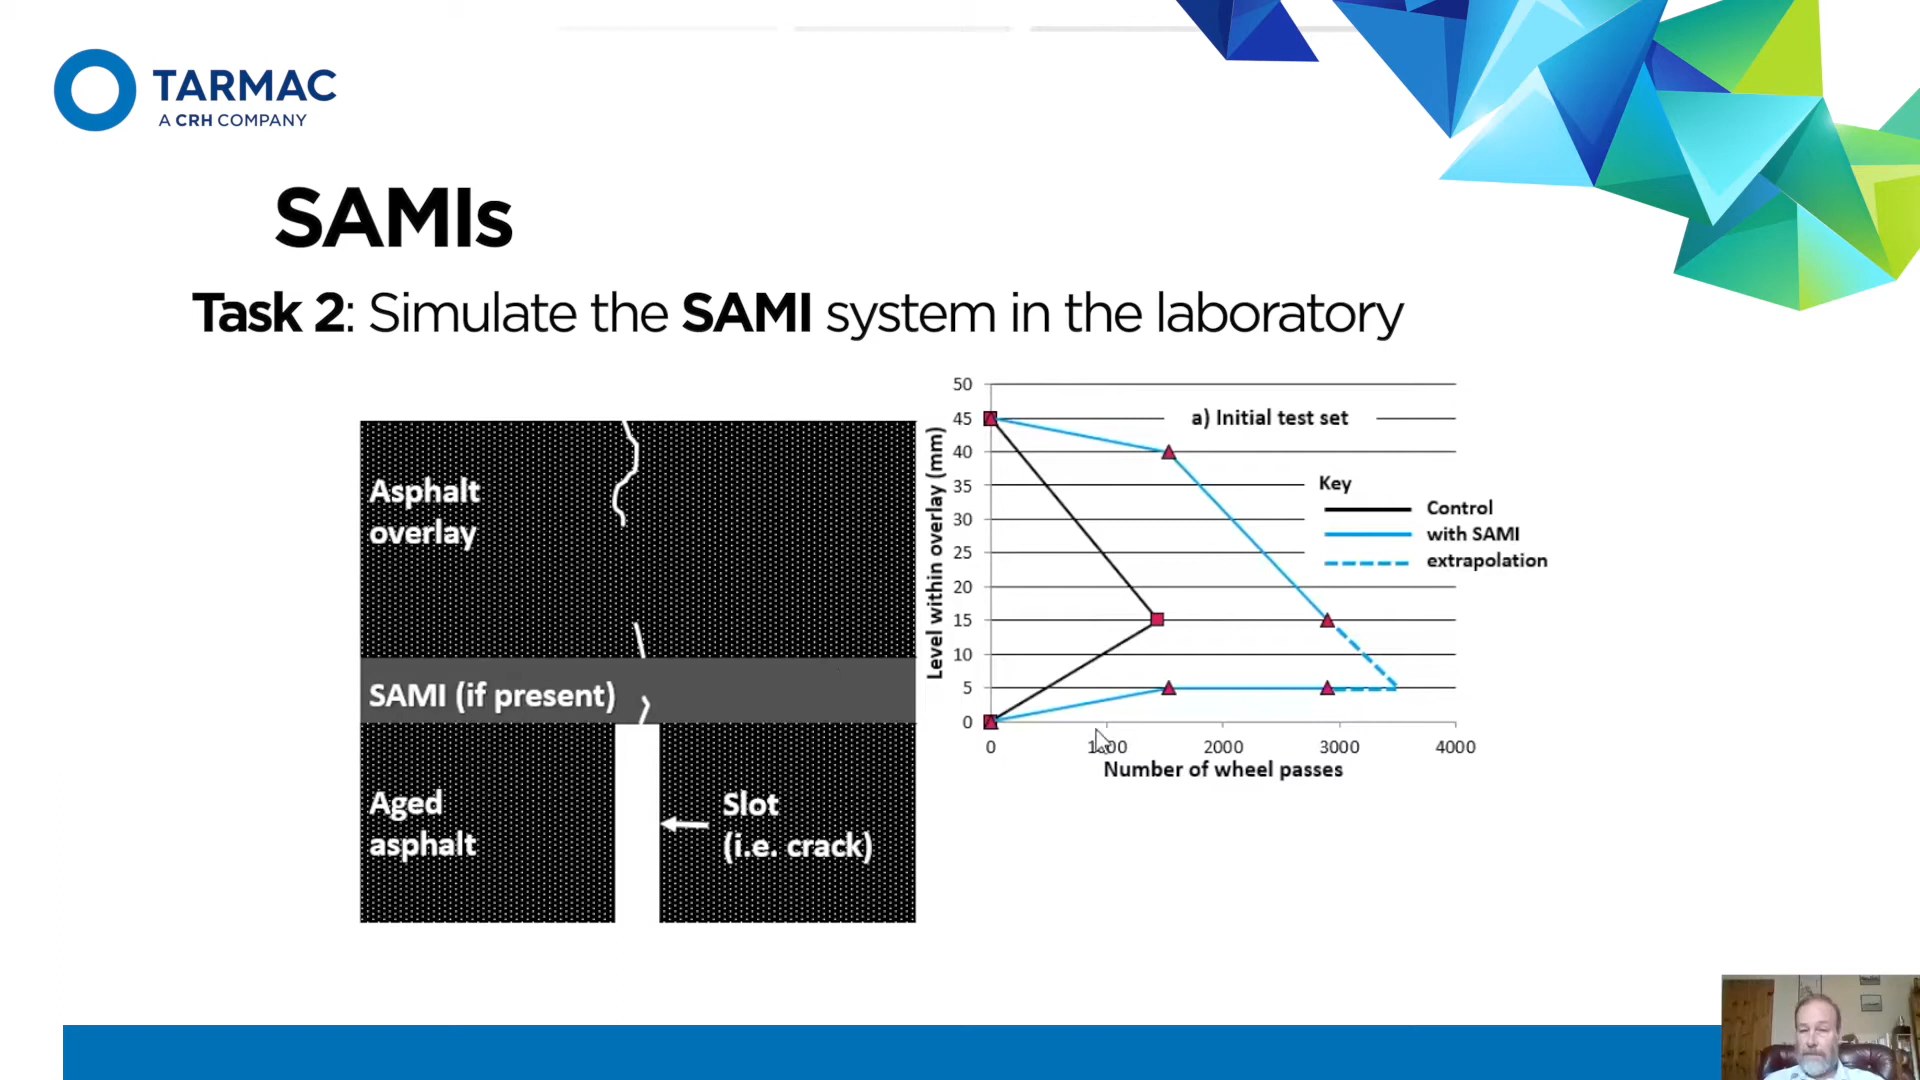 TARMAC
A CRH COMPANY
SAMIs
Task 2: Simulate the SAMI system in the laboratory
Asphalt
overlay
SAMI (if present)
Aged
asphalt
Slot
(i.e. crack)
Level within overlay (mm)
50
45
40
35
30
25
20
15
10
5
0
a) Initial test set
Key
Control
with SAMI
extrapolation
0
1000
2000
3000
4000
Number of wheel passes